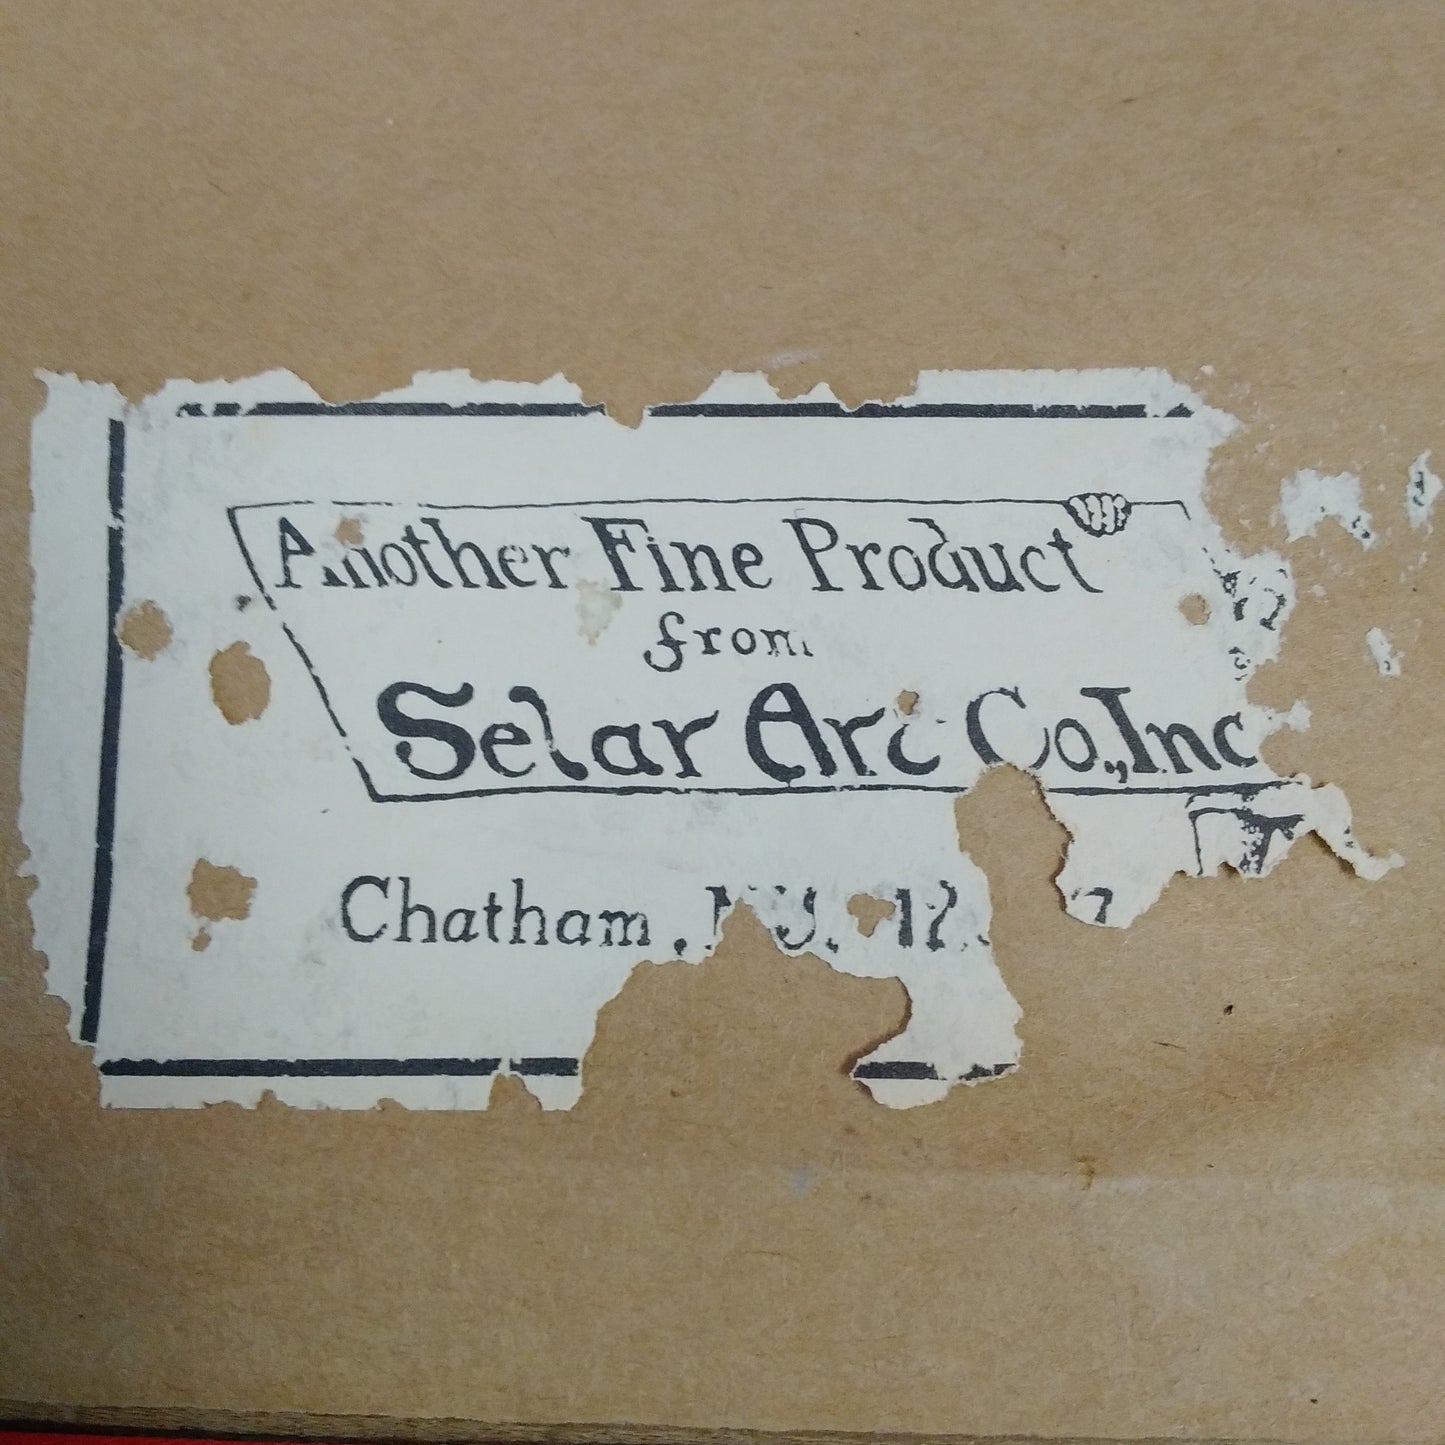 Another Fine Product
from
Selar Art Co., Inc
Chatham,